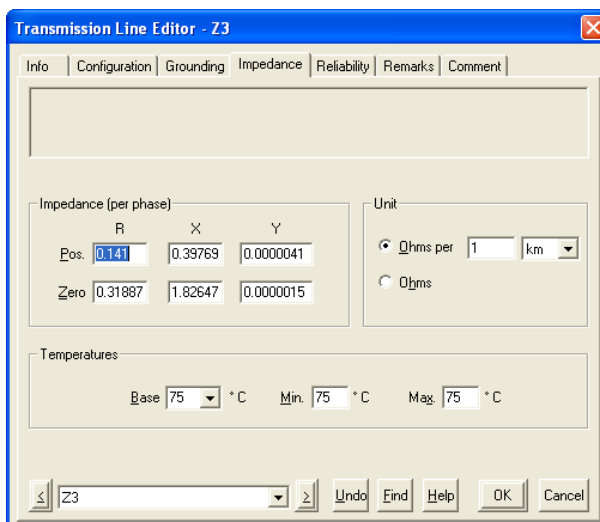 Transmission Line Editor - Z3
Info Configuration Grounding Impedance Reliability Remarks Comment
Impedance (per phase)
R X Y
Pos. 0.141 0.39769 0.0000041
Zero 0.31887 1.82647 0.0000015
Unit
Ohms per 1 km
Ohms
Temperatures
Base 75 ° C Min. 75 ° C Max. 75 ° C
< Z3 > Undo Find Help OK Cancel